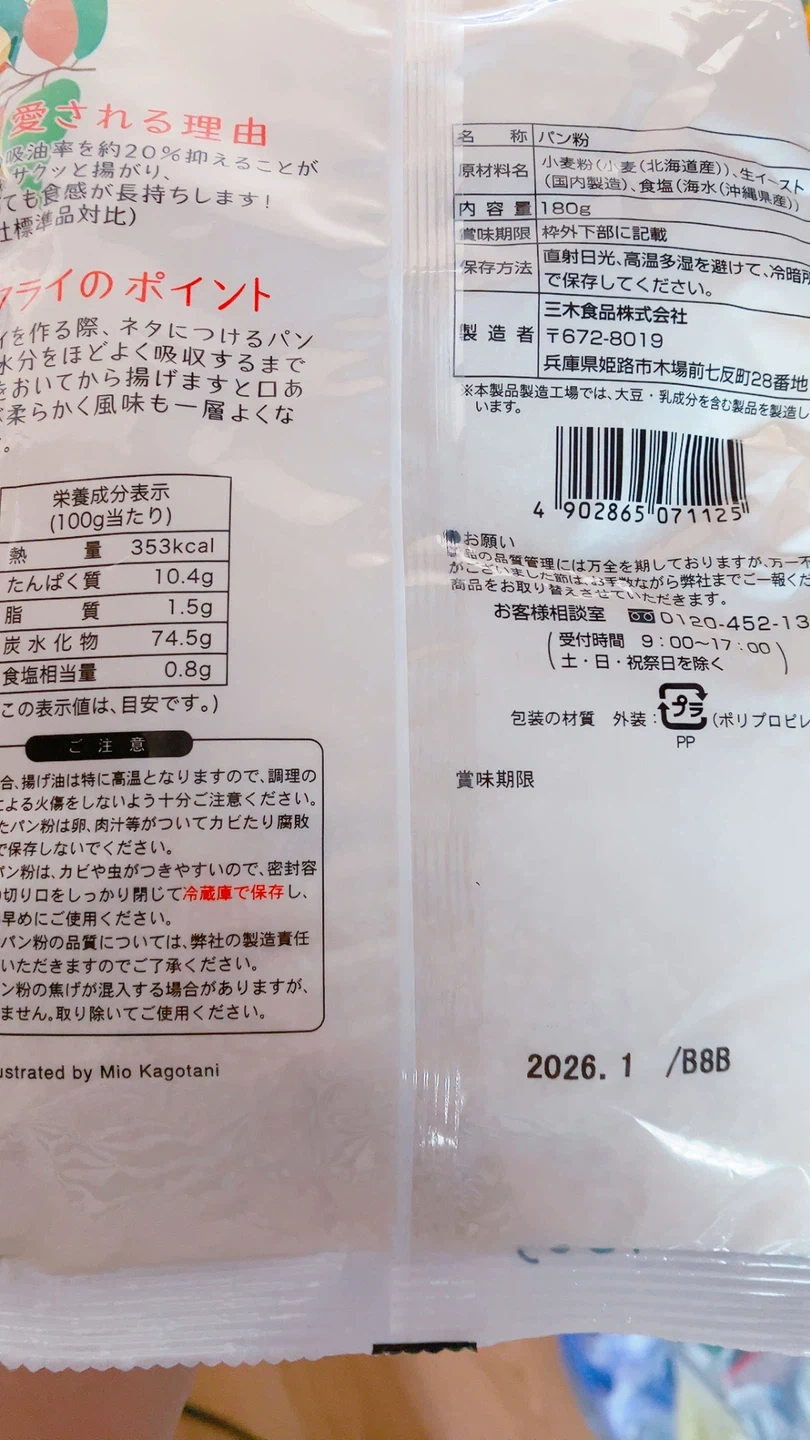 愛される理由
吸油率を約20%抑えることが
サクッと揚がり、
ても食感が長持ちします!
社標準品対比)
フライのポイント
イを作る際、ネタにつけるパン
水分をほどよく吸収するまで
をおいてから揚げますと口あ
柔らかく風味も一層よくな
。
栄養成分表示
(100g当たり)
熱量 353kcal
たんぱく質 10.4g
脂質 1.5g
炭水化物 74.5g
食塩相当量 0.8g
(この表示値は、目安です。)
ご注意
合、揚げ油は特に高温となりますので、調理の
による火傷をしないよう十分ご注意ください。
たパン粉は卵、肉汁等がついてカビたり腐敗
で保存しないでください。
パン粉は、カビや虫がつきやすいので、密封容
切り口をしっかり閉じて冷蔵庫で保存し、
早めにご使用ください。
パン粉の品質については、弊社の製造責任
いただきますのでご了承ください。
ン粉の焦げが混入する場合がありますが、
ません。取り除いてご使用ください。
ustrated by Mio Kagotani
名称 パン粉
原材料名 小麦粉(小麦(北海道産))、生イースト
(国内製造)、食塩(海水(沖縄県産))
内容量 180g
賞味期限 枠外下部に記載
保存方法 直射日光、高温多湿を避けて、冷暗所
で保存してください。
製造者 三木食品株式会社
〒672-8019
兵庫県姫路市木場前七反町28番地
※本製品製造工場では、大豆・乳成分を含む製品を製造し
います。
4 902865 071125
お願い
品の品質管理には万全を期しておりますが、万一不
がございました節は、お手数ながら弊社までご一報くだ
商品をお取り替えさせていただきます。
お客様相談室 0120-452-13
(受付時間 9:00〜17:00)
(土・日・祝祭日を除く)
包装の材質 外装: プラ (ポリプロピレ
PP
賞味期限
2026.1 /B8B